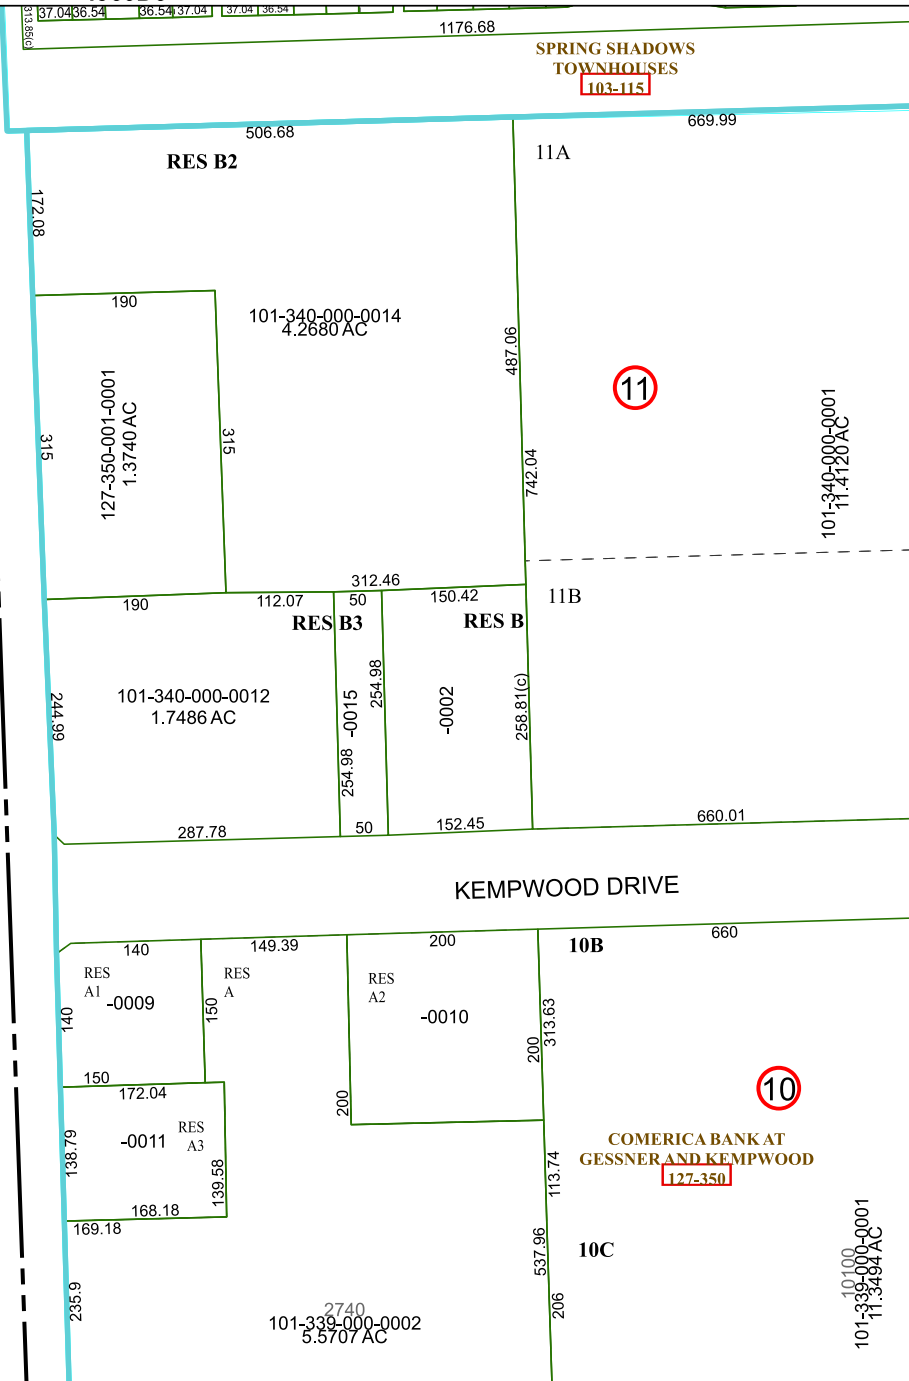 313.85(c)
37.04
36.54
36.54
37.04
37.04
36.54
1176.68
SPRING SHADOWS
TOWNHOUSES
103-115
506.68
669.99
RES B2
11A
172.08
190
101-340-000-0014
4.2680 AC
487.06
11
127-350-001-0001
1.3740 AC
315
315
742.04
101-340-000-0001
11.4120 AC
312.46
190
112.07
50
150.42
11B
RES B3
RES B
101-340-000-0012
1.7486 AC
244.99
254.98
-0015
254.98
-0002
258.81(c)
287.78
50
152.45
660.01
KEMPWOOD DRIVE
140
149.39
200
660
10B
RES
A1
-0009
RES
A
RES
A2
-0010
140
150
313.63
200
150
172.04
200
10
-0011
RES
A3
138.79
139.58
COMERICA BANK AT
GESSNER AND KEMPWOOD
127-350
113.74
168.18
169.18
537.96
10C
235.9
206
2740
101-339-000-0002
5.5707 AC
10100
101-339-000-0001
11.3494 AC